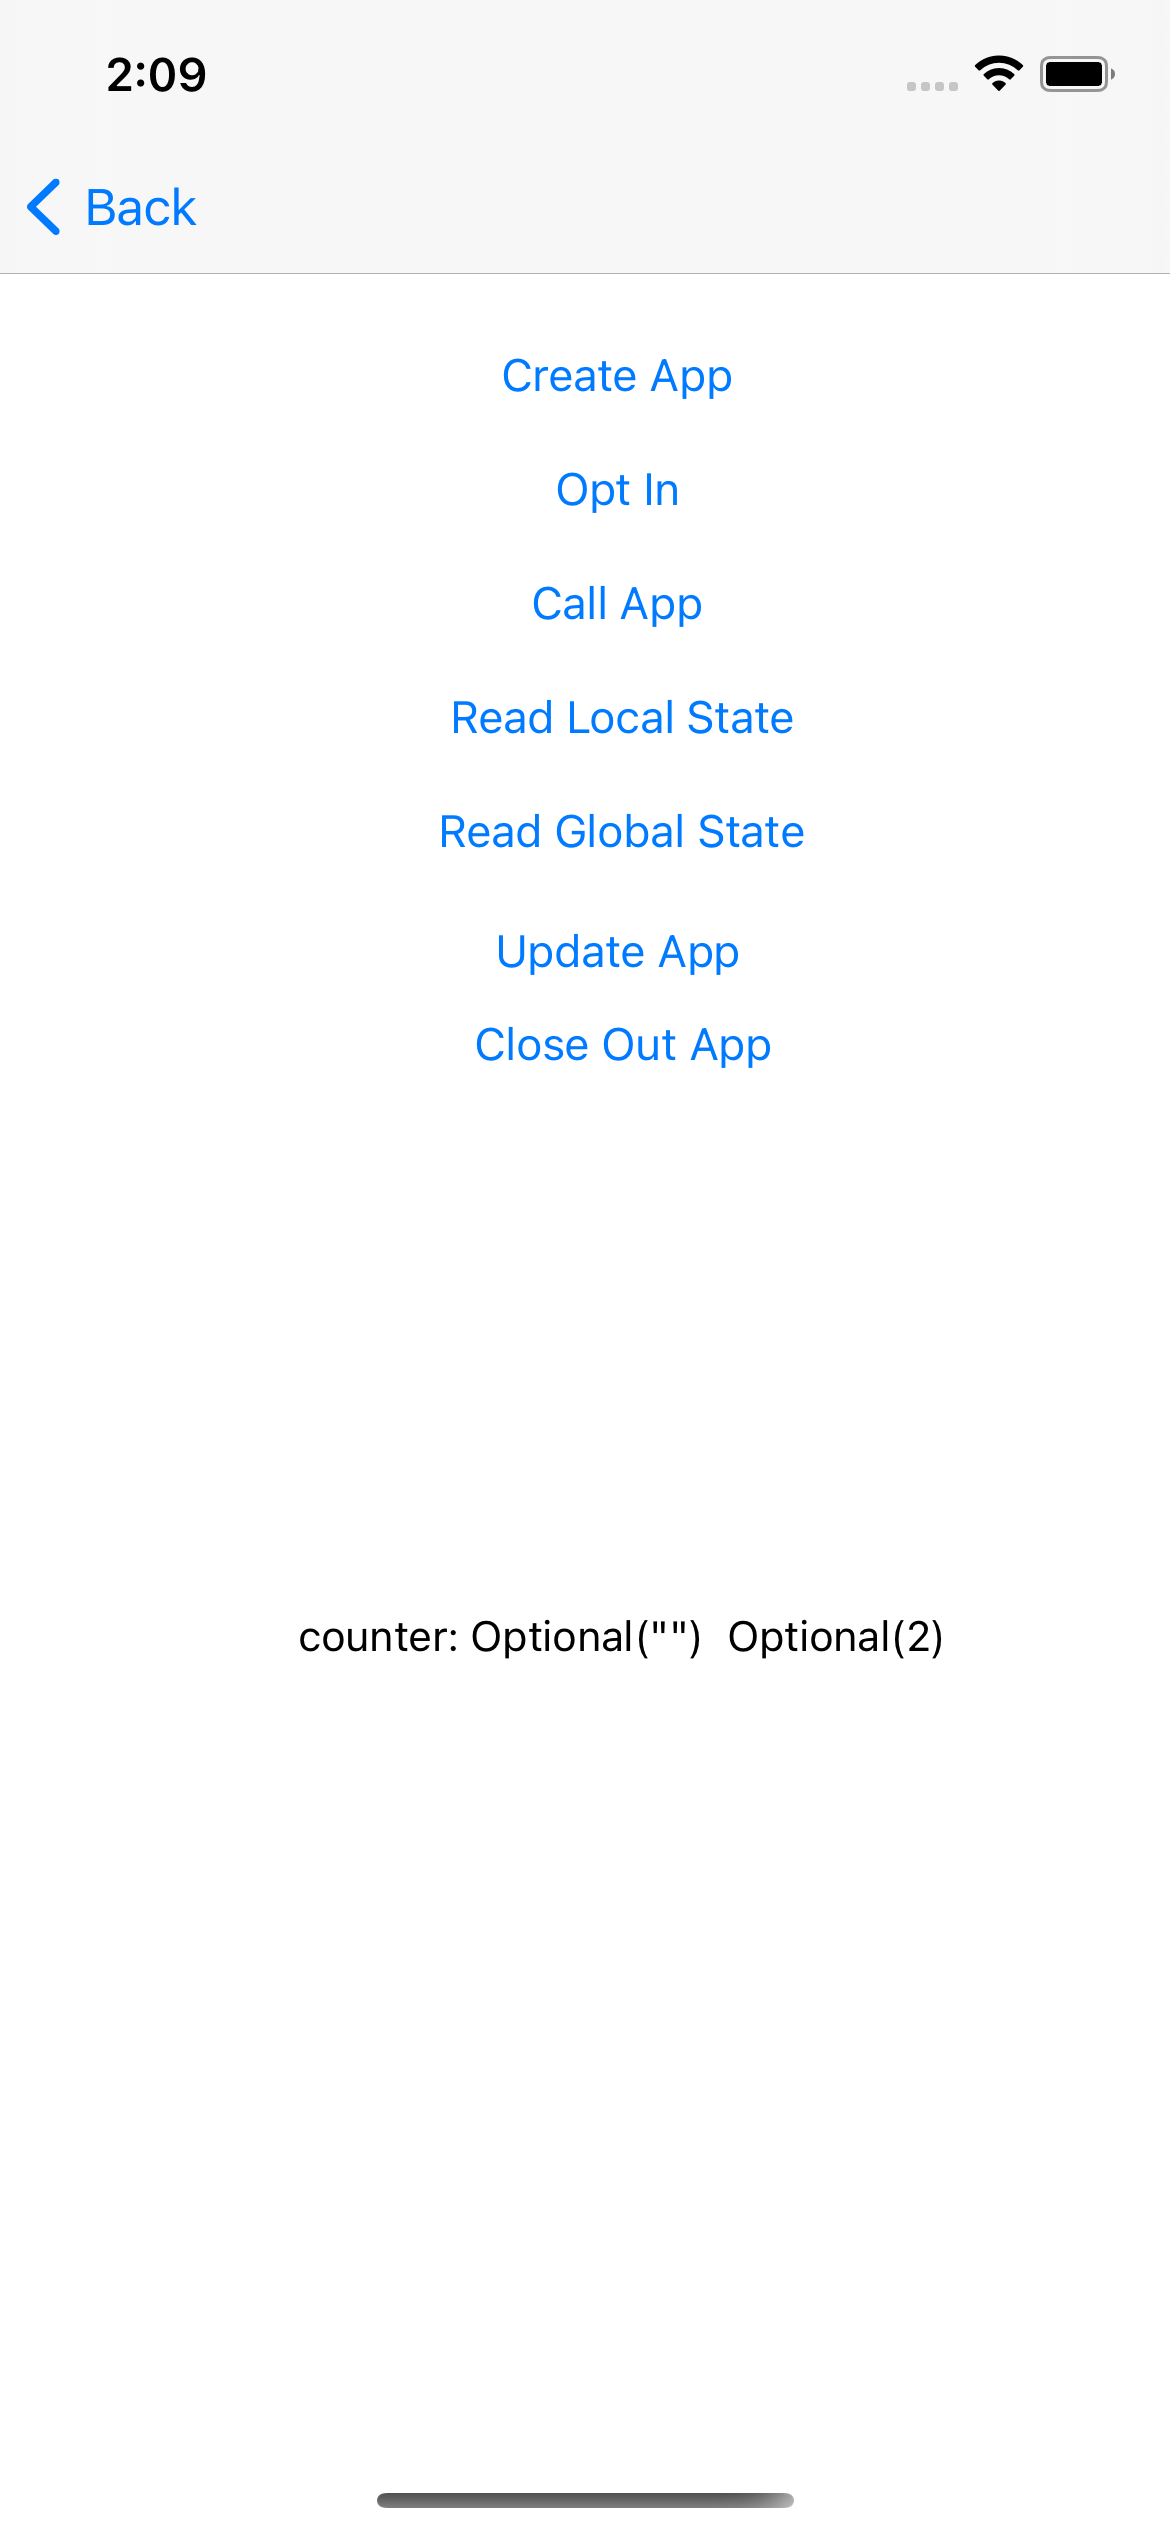 2:09
Back
Create App
Opt In
Call App
Read Local State
Read Global State
Update App
Close Out App
counter: Optional("")  Optional(2)